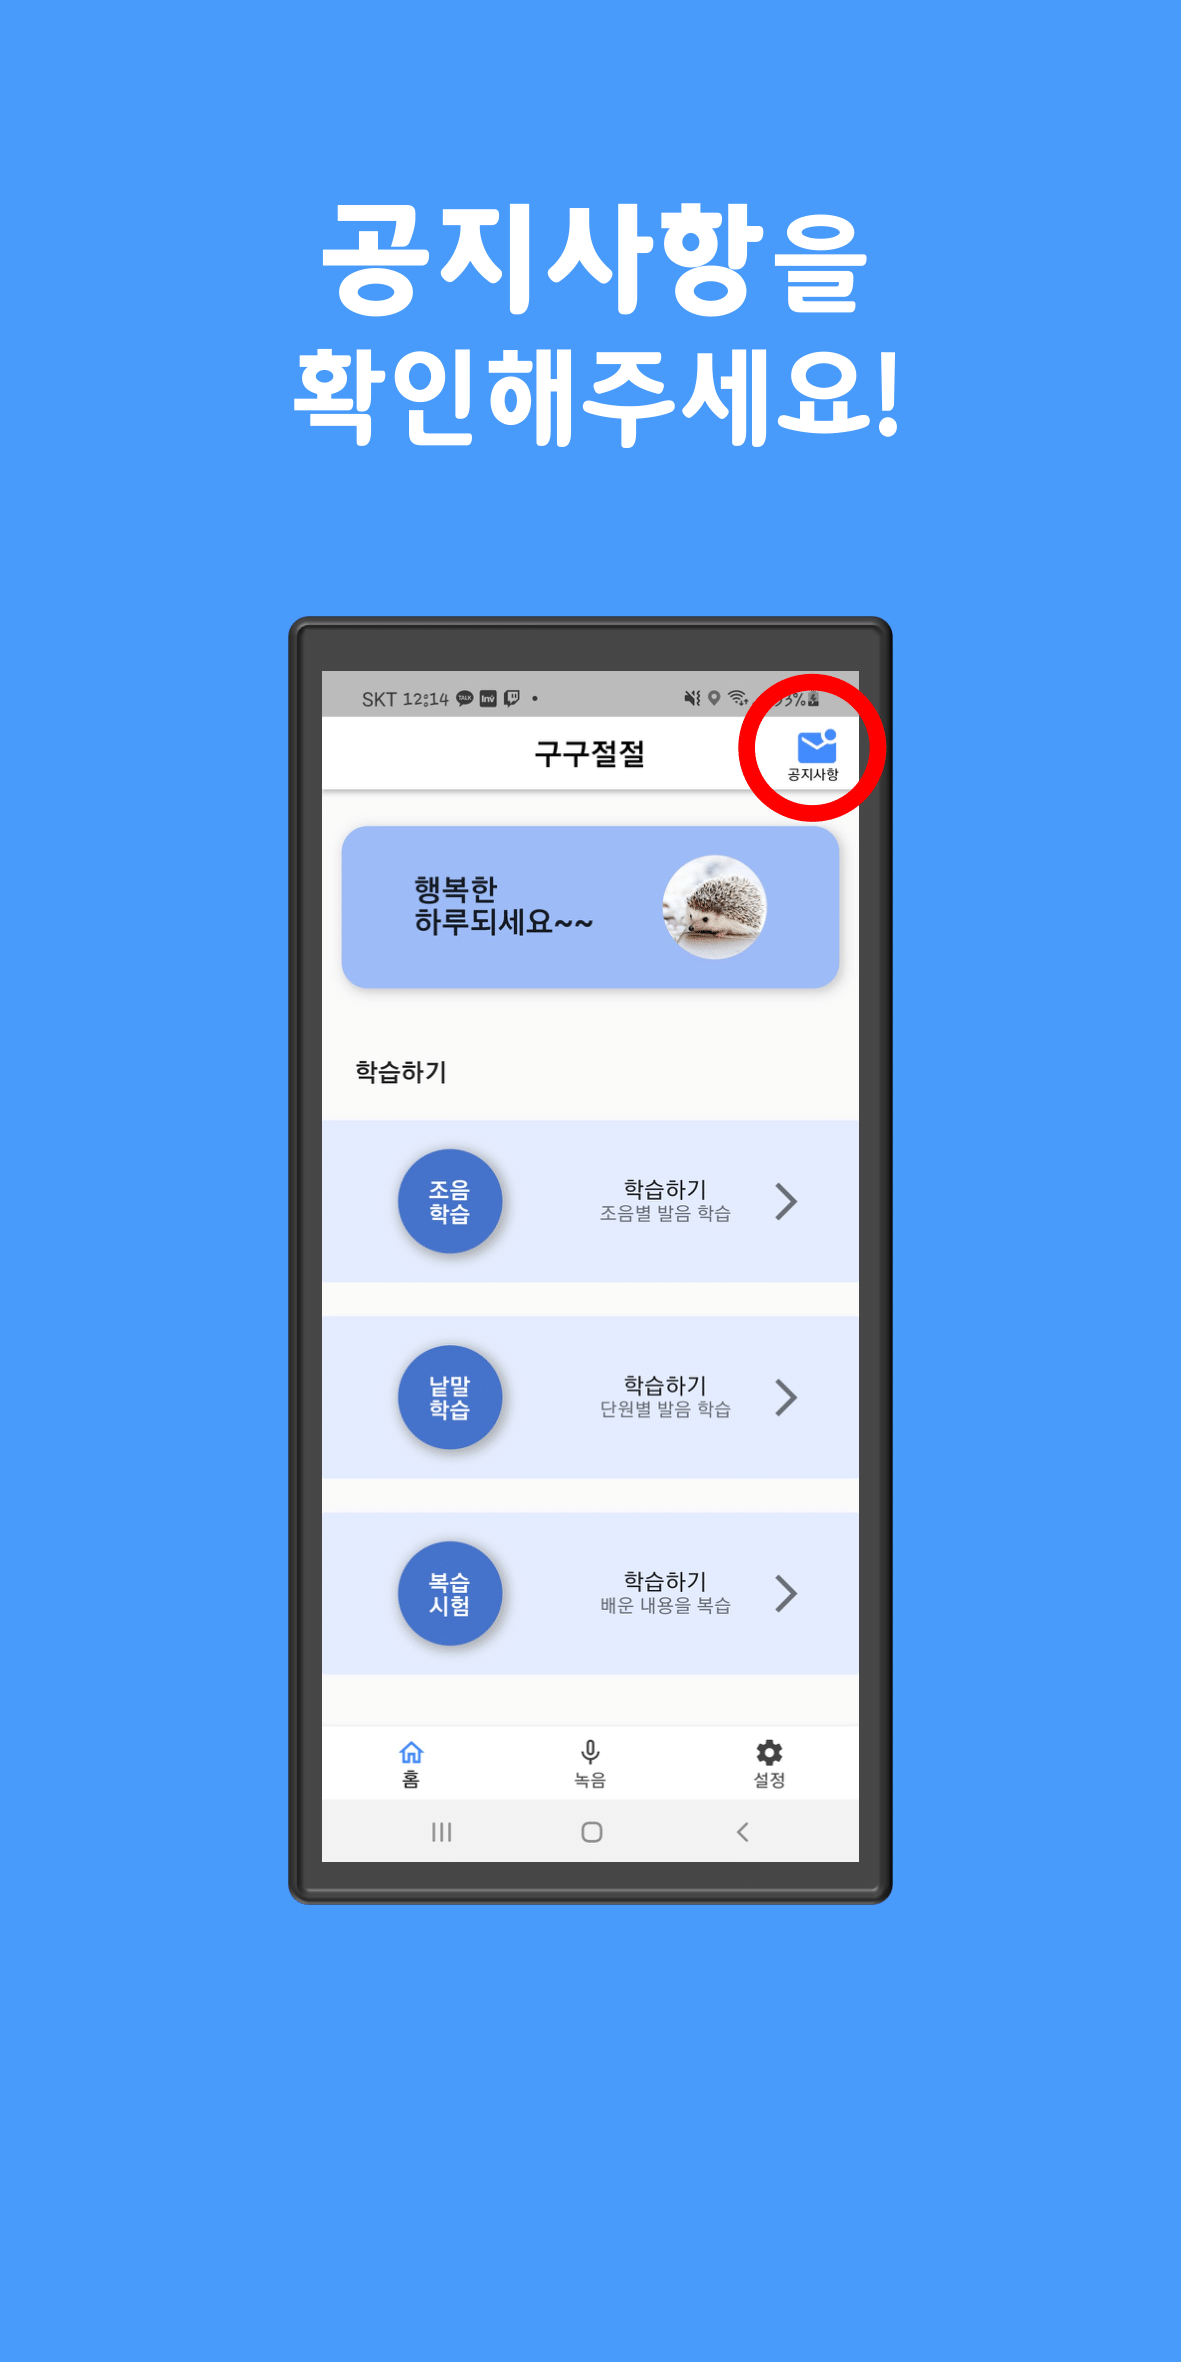 공지사항을
확인해주세요!
SKT 12:14
구구절절
공지사항
행복한
하루되세요~~
학습하기
조음
학습
학습하기
조음별 발음 학습
낱말
학습
학습하기
단원별 발음 학습
복습
시험
학습하기
배운 내용을 복습
홈
녹음
설정